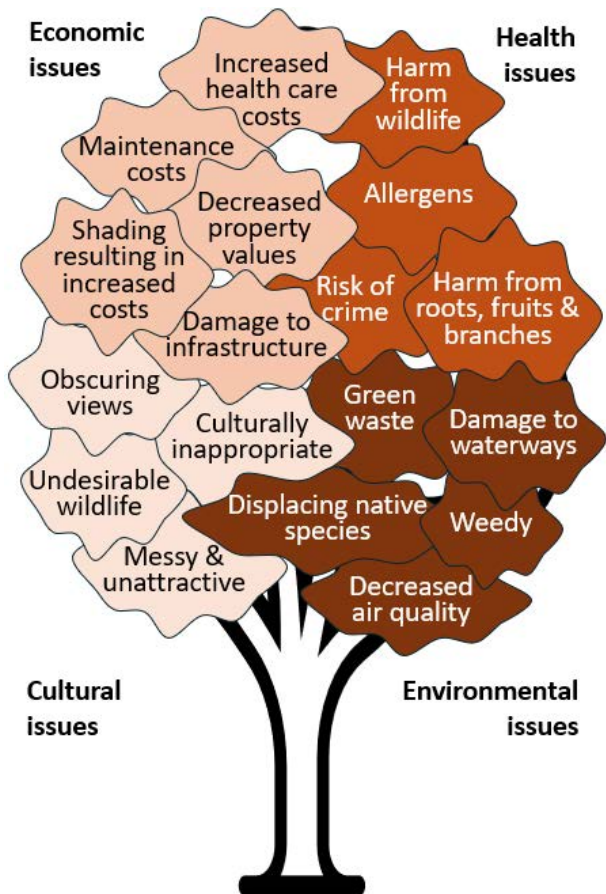 Economic
issues
Health
issues
Increased
health care
costs
Harm
from
wildlife
Maintenance
costs
Allergens
Decreased
property
values
Shading
resulting in
increased
costs
Risk of
crime
Harm from
roots, fruits &
branches
Damage to
infrastructure
Obscuring
views
Culturally
inappropriate
Green
waste
Damage to
waterways
Undesirable
wildlife
Displacing native
species
Weedy
Messy &
unattractive
Decreased
air quality
Cultural
issues
Environmental
issues